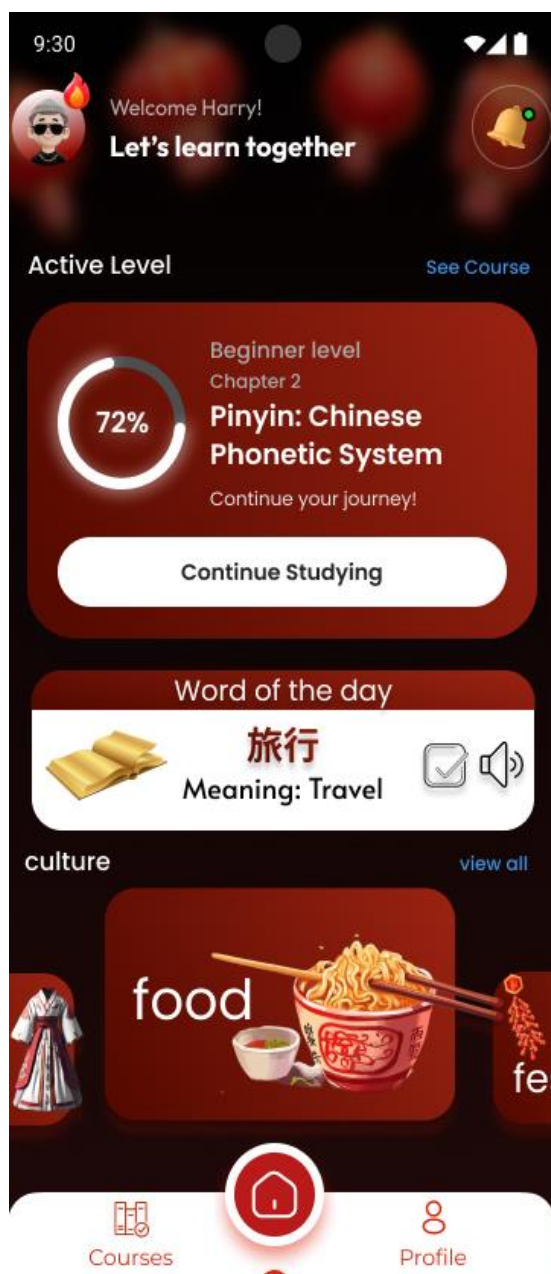 9:30
Welcome Harry!
Let's learn together
Active Level
See Course
Beginner level
Chapter 2
72%
Pinyin: Chinese
Phonetic System
Continue your journey!
Continue Studying
Word of the day
旅行
Meaning: Travel
culture
view all
food
fe
Courses
Profile